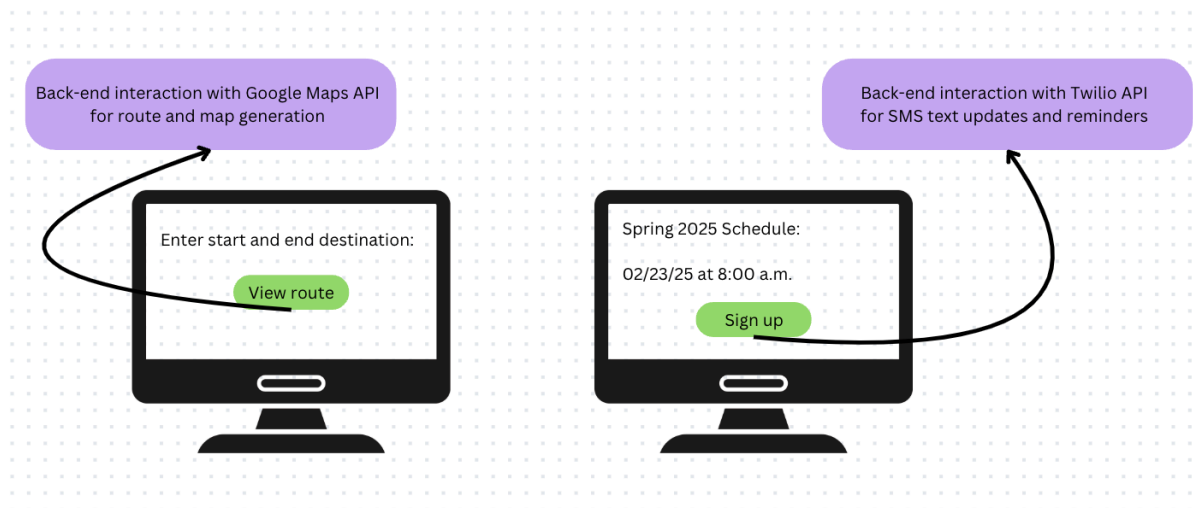 Back-end interaction with Google Maps API
for route and map generation
Enter start and end destination:
View route
Back-end interaction with Twilio API
for SMS text updates and reminders
Spring 2025 Schedule:
02/23/25 at 8:00 a.m.
Sign up